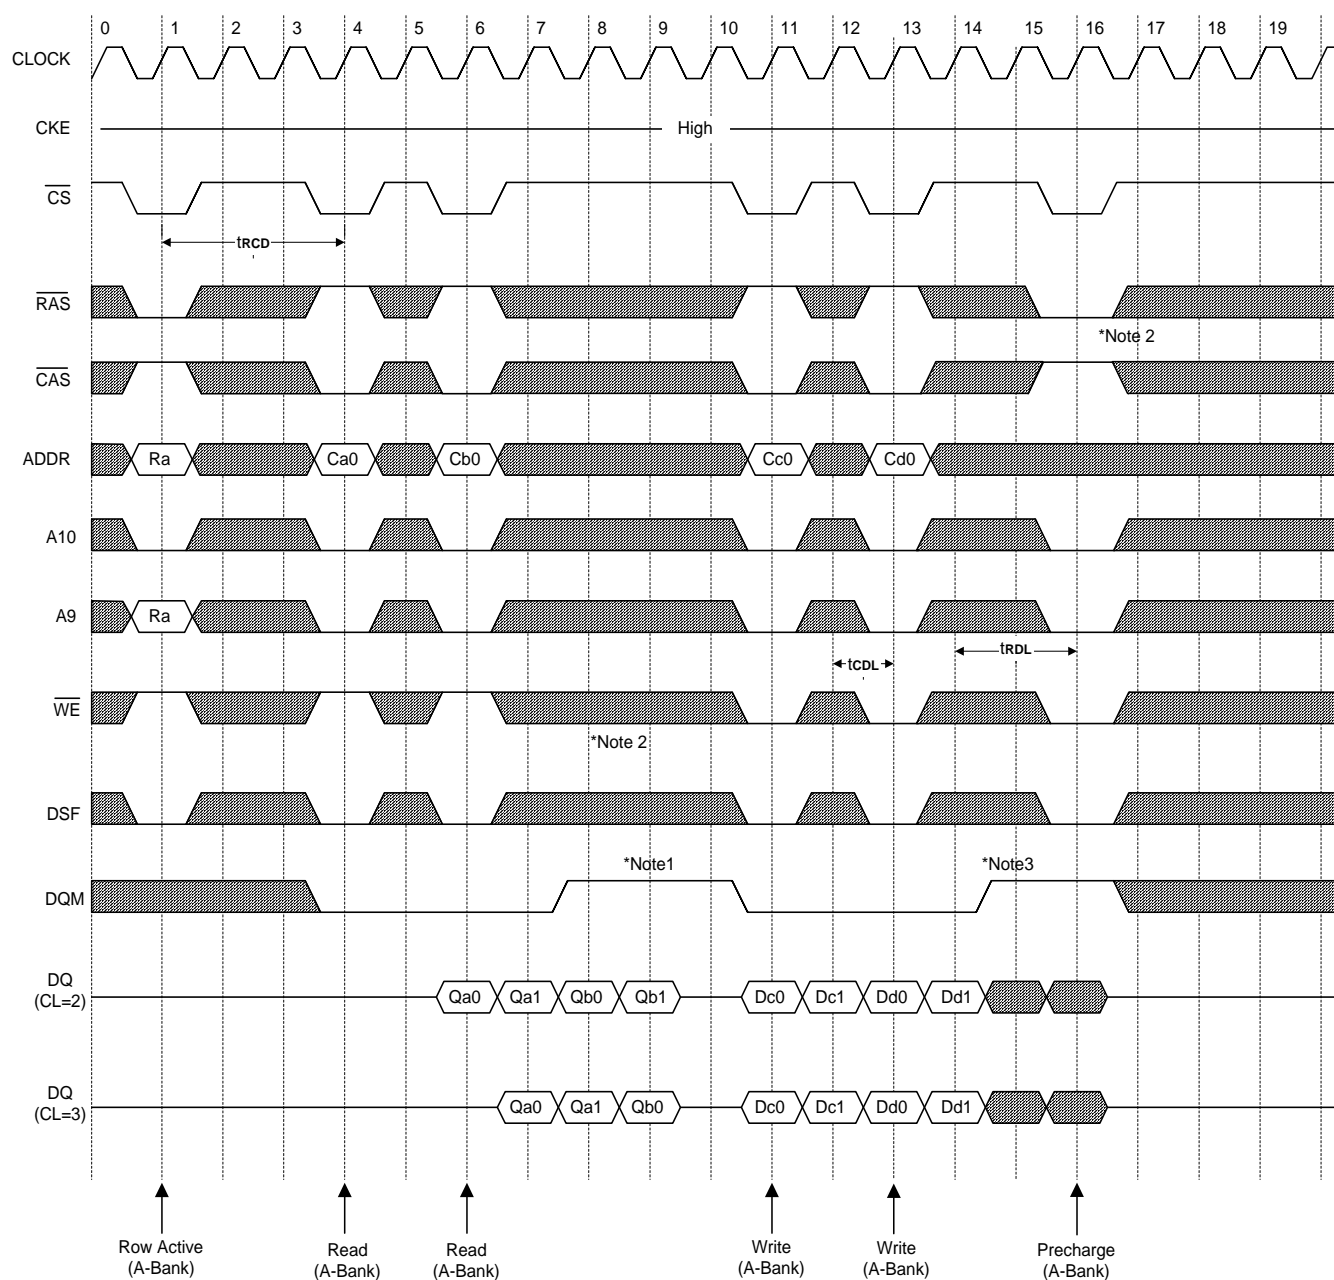 0 1 2 3 4 5 6 7 8 9 10 11 12 13 14 15 16 17 18 19
CLOCK
CKE
High
CS
tRCD
RAS
*Note 2
CAS
ADDR
Ra
Ca0
Cb0
Cc0
Cd0
A10
A9
Ra
tCDL
tRDL
WE
*Note 2
DSF
*Note1
*Note3
DQM
DQ
(CL=2)
Qa0 Qa1 Qb0 Qb1 Dc0 Dc1 Dd0 Dd1
DQ
(CL=3)
Qa0 Qa1 Qb0 Dc0 Dc1 Dd0 Dd1
Row Active
(A-Bank)
Read
(A-Bank)
Read
(A-Bank)
Write
(A-Bank)
Write
(A-Bank)
Precharge
(A-Bank)